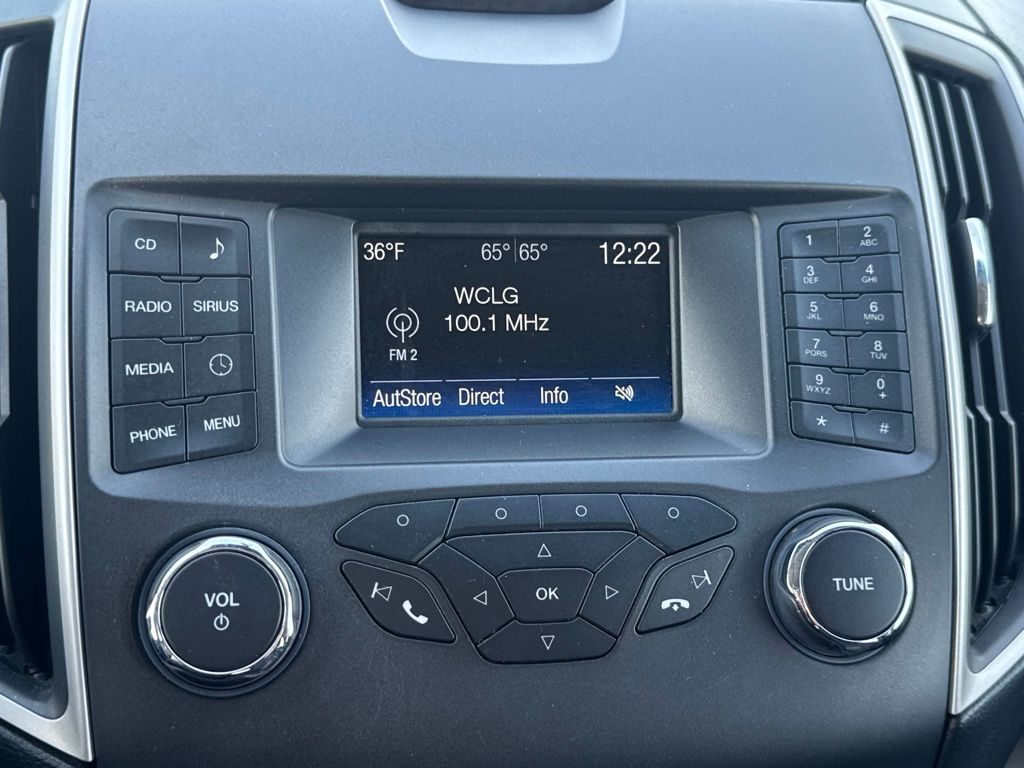 CD
RADIO SIRIUS
MEDIA
PHONE MENU
36°F 65° 65° 12:22
WCLG
100.1 MHz
FM 2
AutStore Direct Info
1 2 ABC
3 DEF 4 GHI
5 JKL 6 MNO
7 PQRS 8 TUV
9 WXYZ 0 +
* #
VOL
OK
TUNE